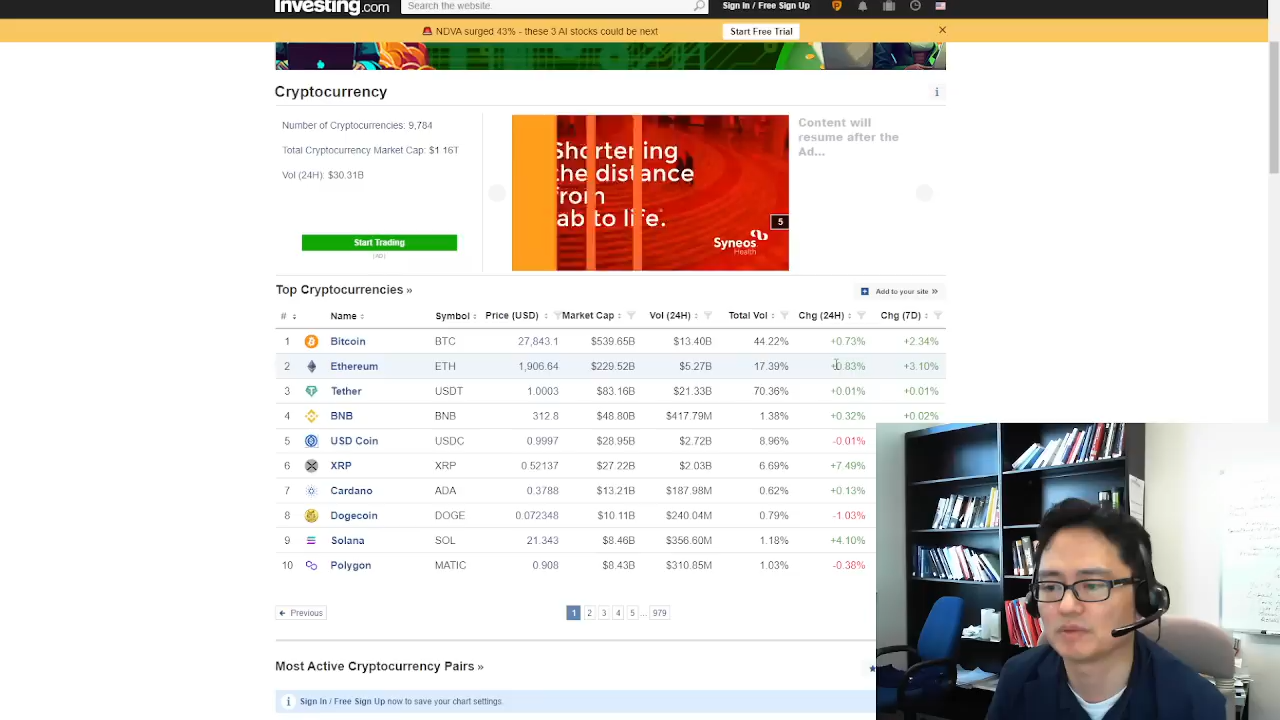 Investing.com
Search the website
Sign In / Free Sign Up
NDVA surged 43% - these 3 AI stocks could be next
Start Free Trial
Cryptocurrency
Number of Cryptocurrencies: 9,784
Total Cryptocurrency Market Cap: $1 16T
Vol (24H): $30.31B
Start Trading
(AD)
Shortening
the distance
from
lab to life.
Syneos
Health
5
Content will
resume after the
Ad...
Top Cryptocurrencies »
Add to your site »
# Name Symbol Price (USD) Market Cap Vol (24H) Total Vol Chg (24H) Chg (7D)
1 Bitcoin BTC 27,843.1 $539.65B $13.40B 44.22% +0.73% +2.34%
2 Ethereum ETH 1,906.64 $229.52B $5.27B 17.39% +0.83% +3.10%
3 Tether USDT 1.0003 $83.16B $21.33B 70.36% +0.01% +0.01%
4 BNB BNB 312.8 $48.80B $417.79M 1.38% +0.32% +0.02%
5 USD Coin USDC 0.9997 $28.95B $2.72B 8.96% -0.01%
6 XRP XRP 0.52137 $27.22B $2.03B 6.69% +7.49%
7 Cardano ADA 0.3788 $13.21B $187.98M 0.62% +0.13%
8 Dogecoin DOGE 0.072348 $10.11B $240.04M 0.79% -1.03%
9 Solana SOL 21.343 $8.46B $356.60M 1.18% +4.10%
10 Polygon MATIC 0.908 $8.43B $310.85M 1.03% -0.38%
Previous 1 2 3 4 5 ... 979
Most Active Cryptocurrency Pairs »
Sign In / Free Sign Up now to save your chart settings.